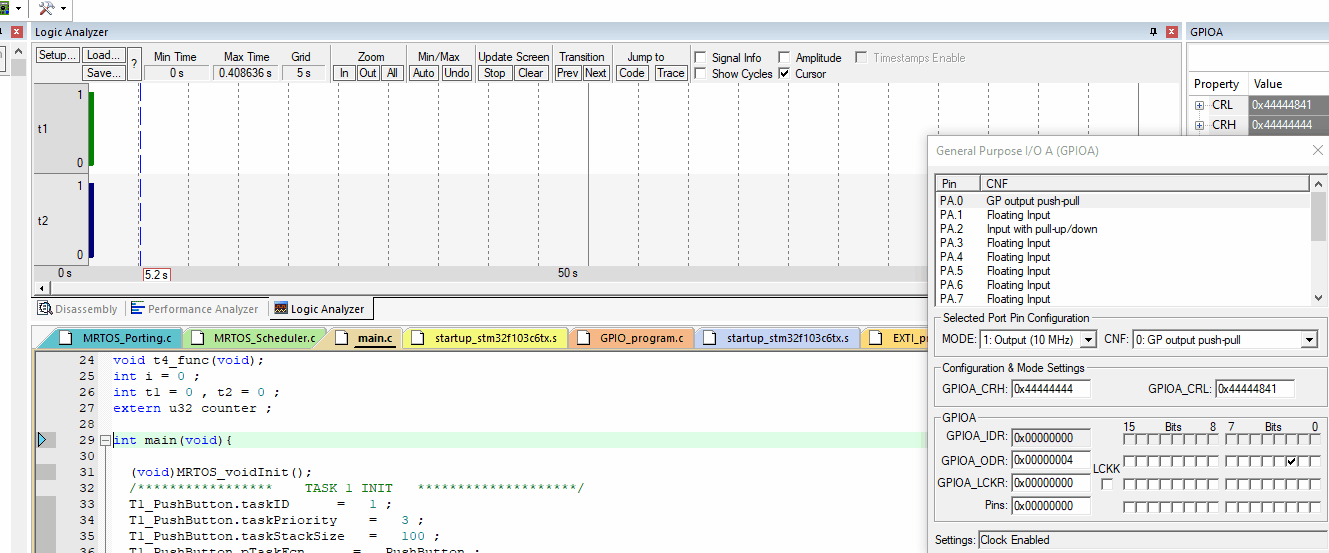 Logic Analyzer
GPIOA
Setup... Load... Save... ? Min Time Max Time Grid Zoom Min/Max Update Screen Transition Jump to Signal Info Amplitude Timestamps Enable
0 s 0.408636 s 5 s In Out All Auto Undo Stop Clear Prev Next Code Trace Show Cycles Cursor
Property Value
CRL 0x44444841
CRH 0x44444444
1
t1
0
1
t2
0
0 s 5.2 s 50 s
Disassembly Performance Analyzer Logic Analyzer
MRTOS_Porting.c MRTOS_Scheduler.c main.c startup_stm32f103c6tx.s GPIO_program.c startup_stm32f103c6tx.s
24 void t4_func(void);
25 int i = 0 ;
26 int t1 = 0 , t2 = 0 ;
27 extern u32 counter ;
28
29 int main(void){
30
31 (void)MRTOS_voidInit();
32 /***************** TASK 1 INIT ********************/
33 T1_PushButton.taskID = 1 ;
34 T1_PushButton.taskPriority = 3 ;
35 T1_PushButton.taskStackSize = 100 ;
General Purpose I/O A (GPIOA)
Pin CNF
PA.0 GP output push-pull
PA.1 Floating Input
PA.2 Input with pull-up/down
PA.3 Floating Input
PA.4 Floating Input
PA.5 Floating Input
PA.6 Floating Input
PA.7 Floating Input
Selected Port Pin Configuration
MODE: 1: Output (10 MHz) CNF: 0: GP output push-pull
Configuration & Mode Settings
GPIOA_CRH: 0x44444444 GPIOA_CRL: 0x44444841
GPIOA
15 Bits 8 7 Bits 0
GPIOA_IDR: 0x00000000
GPIOA_ODR: 0x00000004
LCKK
GPIOA_LCKR: 0x00000000
Pins: 0x00000000
Settings: Clock Enabled